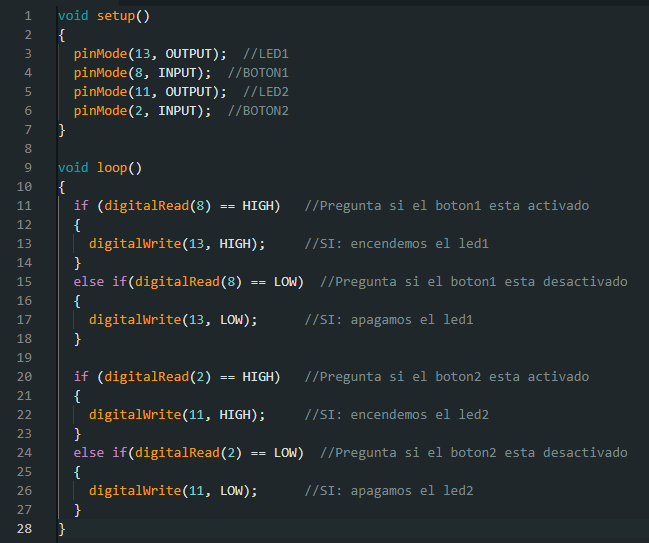 1 void setup()
2 {
3 pinMode(13, OUTPUT); //LED1
4 pinMode(8, INPUT); //BOTON1
5 pinMode(11, OUTPUT); //LED2
6 pinMode(2, INPUT); //BOTON2
7 }
8
9 void loop()
10 {
11 if (digitalRead(8) == HIGH) //Pregunta si el boton1 esta activado
12 {
13 digitalWrite(13, HIGH); //SI: encendemos el led1
14 }
15 else if(digitalRead(8) == LOW) //Pregunta si el boton1 esta desactivado
16 {
17 digitalWrite(13, LOW); //SI: apagamos el led1
18 }
19
20 if (digitalRead(2) == HIGH) //Pregunta si el boton2 esta activado
21 {
22 digitalWrite(11, HIGH); //SI: encendemos el led2
23 }
24 else if(digitalRead(2) == LOW) //Pregunta si el boton2 esta desactivado
25 {
26 digitalWrite(11, LOW); //SI: apagamos el led2
27 }
28 }